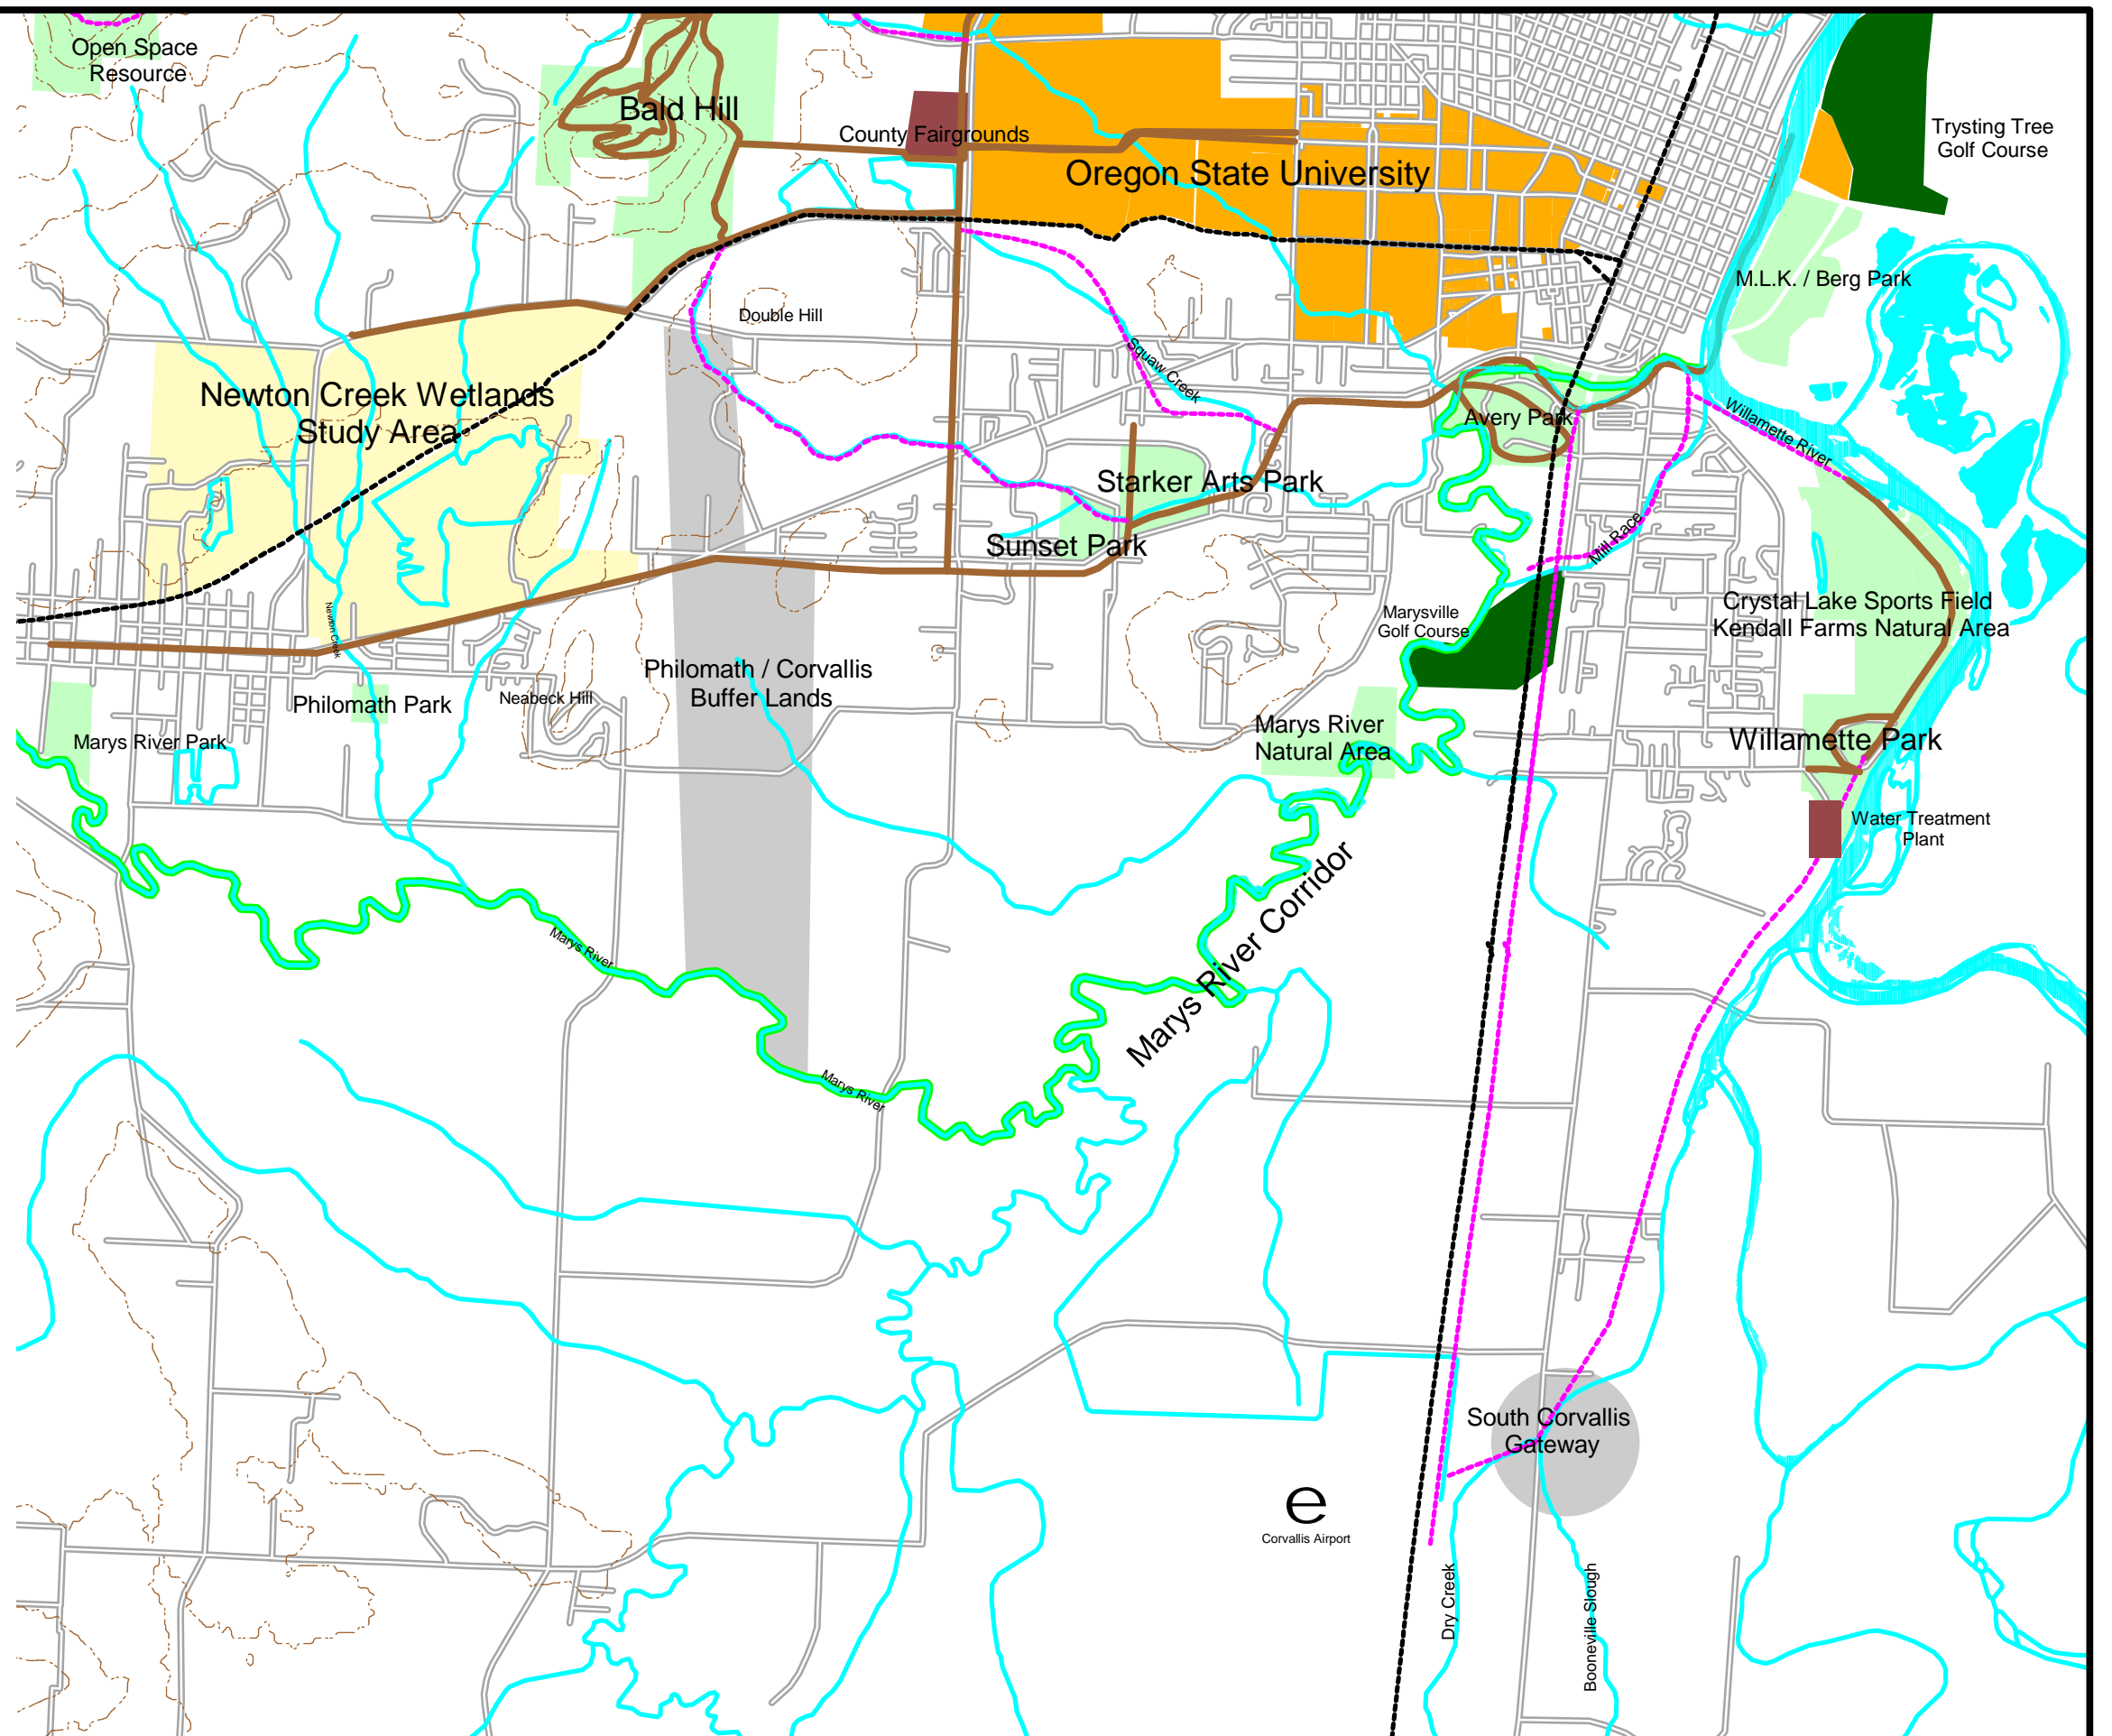 Open Space
Resource
Bald Hill
County Fairgrounds
Trysting Tree
Golf Course
Oregon State University
M.L.K. / Berg Park
Double Hill
Squaw Creek
Newton Creek Wetlands
Study Area
Avery Park
Willamette River
Starker Arts Park
Sunset Park
Mill Race
Newton Creek
Marysville
Golf Course
Crystal Lake Sports Field
Kendall Farms Natural Area
Philomath / Corvallis
Buffer Lands
Philomath Park
Neabeck Hill
Marys River
Natural Area
Marys River Park
Willamette Park
Water Treatment
Plant
Marys River Corridor
Marys River
Marys River
South Corvallis
Gateway
e
Corvallis Airport
Dry Creek
Booneville Slough